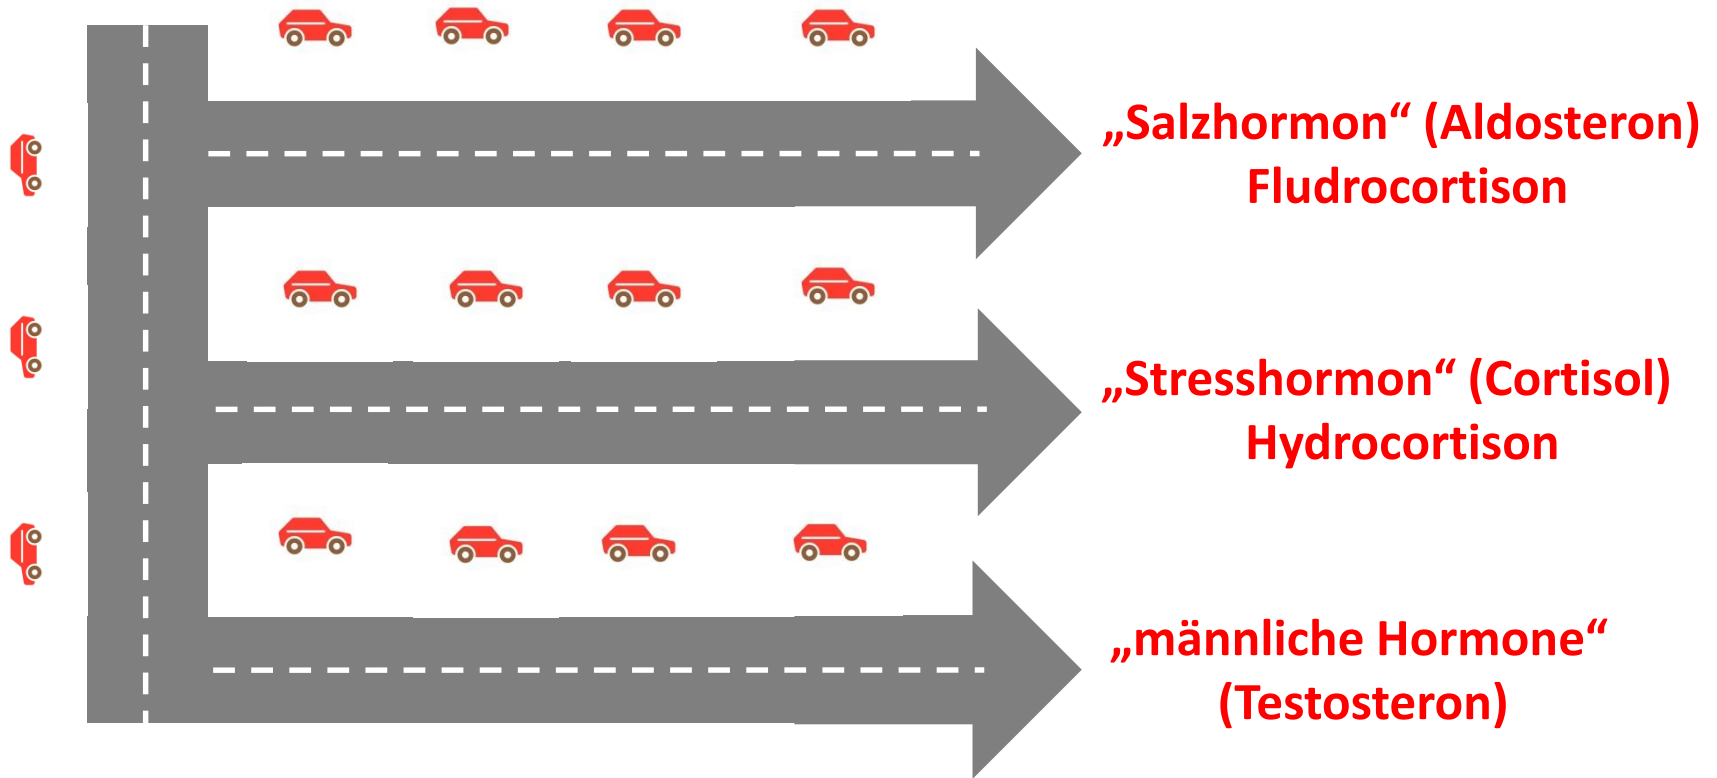 „Salzhormon“ (Aldosteron)
Fludrocortison
„Stresshormon“ (Cortisol)
Hydrocortison
„männliche Hormone“
(Testosteron)